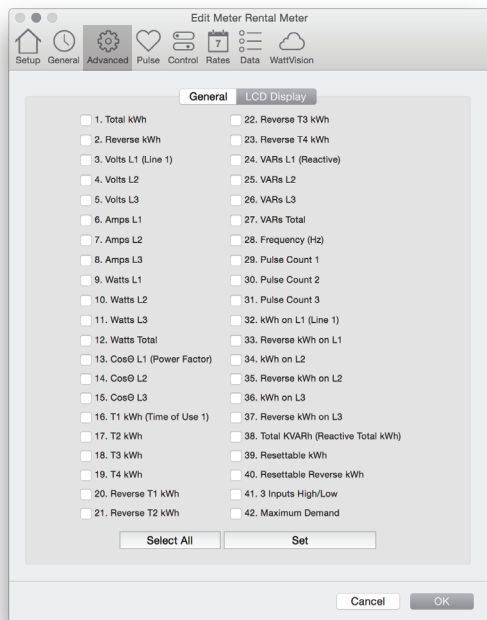 Edit Meter Rental Meter
7
Setup General Advanced Pulse Control Rates Data WattVision
General LCD Display
1. Total kWh
2. Reverse kWh
3. Volts L1 (Line 1)
4. Volts L2
5. Volts L3
6. Amps L1
7. Amps L2
8. Amps L3
9. Watts L1
10. Watts L2
11. Watts L3
12. Watts Total
13. CosΘ L1 (Power Factor)
14. CosΘ L2
15. CosΘ L3
16. T1 kWh (Time of Use 1)
17. T2 kWh
18. T3 kWh
19. T4 kWh
20. Reverse T1 kWh
21. Reverse T2 kWh
22. Reverse T3 kWh
23. Reverse T4 kWh
24. VARs L1 (Reactive)
25. VARs L2
26. VARs L3
27. VARs Total
28. Frequency (Hz)
29. Pulse Count 1
30. Pulse Count 2
31. Pulse Count 3
32. kWh on L1 (Line 1)
33. Reverse kWh on L1
34. kWh on L2
35. Reverse kWh on L2
36. kWh on L3
37. Reverse kWh on L3
38. Total KVARh (Reactive Total kWh)
39. Resettable kWh
40. Resettable Reverse kWh
41. 3 Inputs High/Low
42. Maximum Demand
Select All Set
Cancel OK